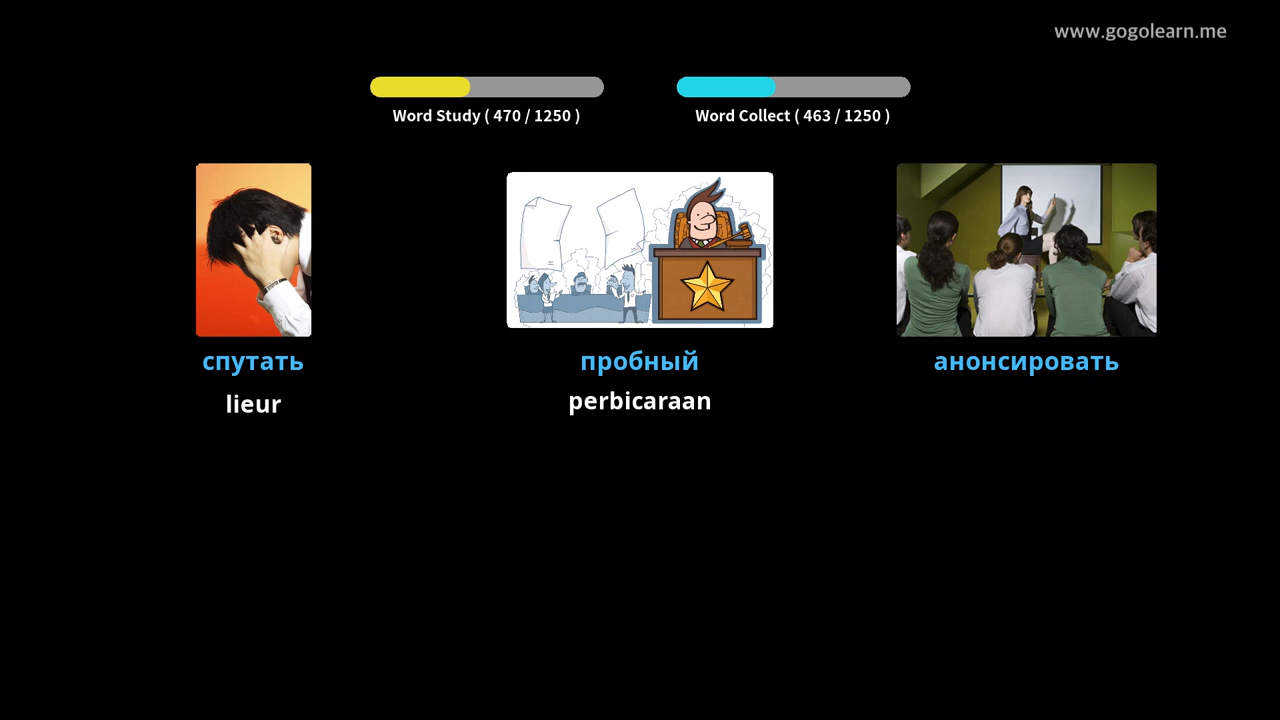 www.gogolearn.me
Word Study ( 470 / 1250 )
Word Collect ( 463 / 1250 )
спутать
пробный
анонсировать
lieur
perbicaraan